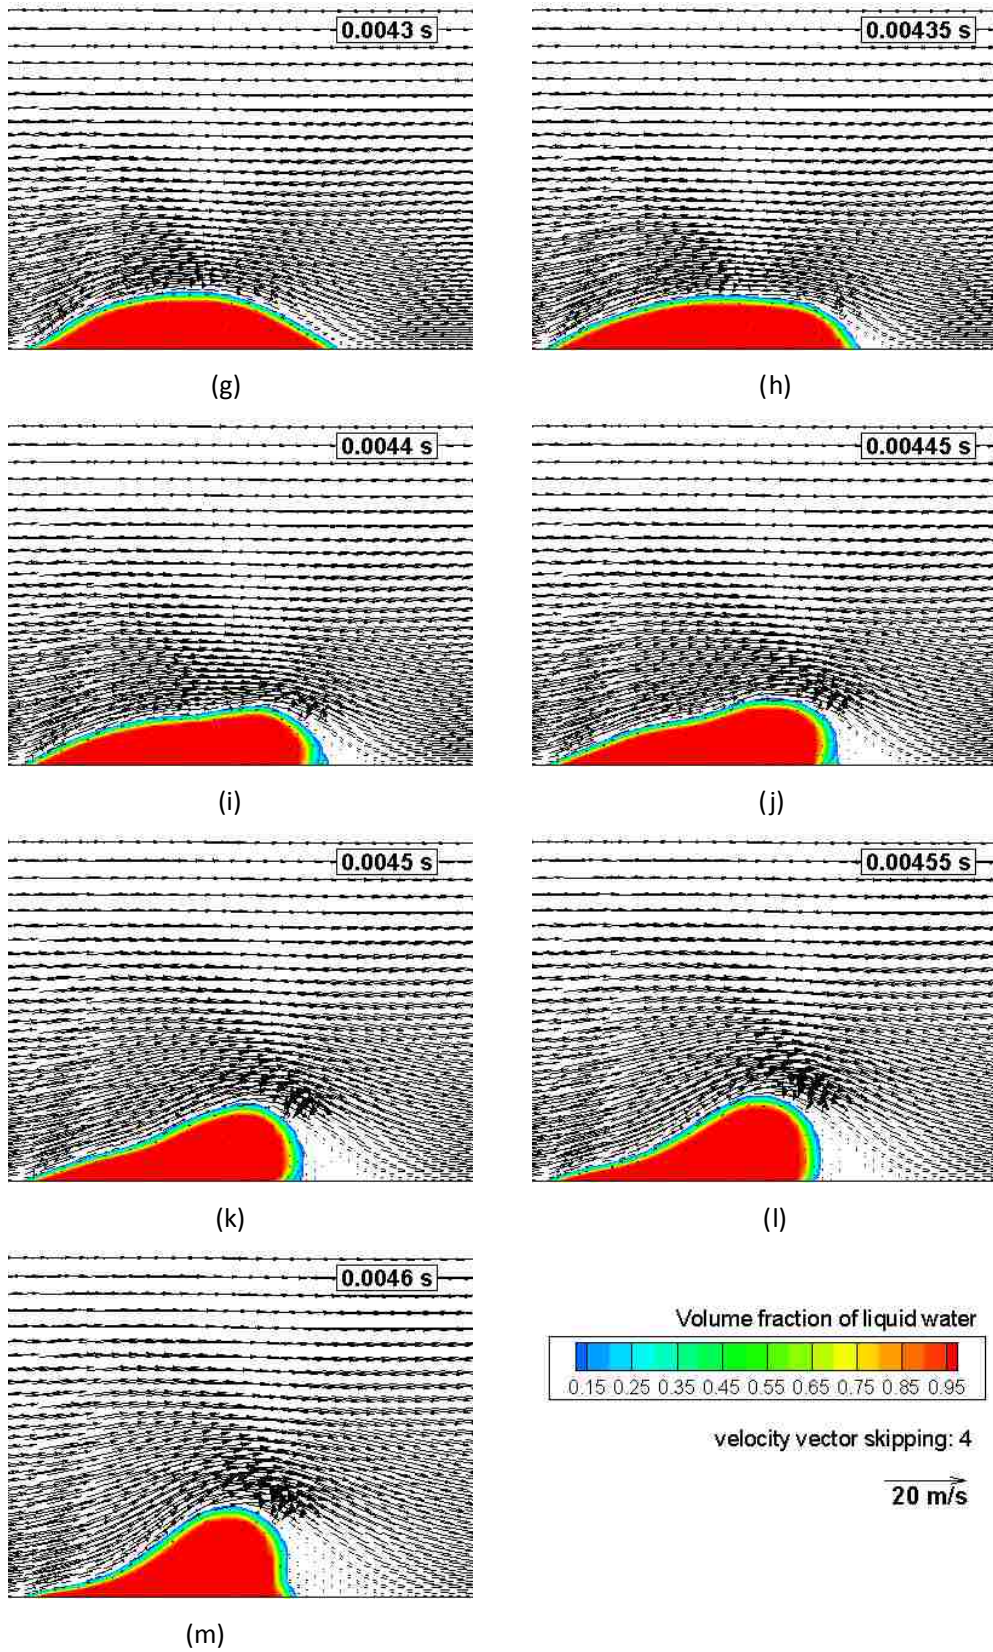 0.0043 s
0.00435 s
(g)
(h)
0.0044 s
0.00445 s
(i)
(j)
0.0045 s
0.00455 s
(k)
(l)
0.0046 s
Volume fraction of liquid water
0.15 0.25 0.35 0.45 0.55 0.65 0.75 0.85 0.95
velocity vector skipping: 4
20 m/s
(m)